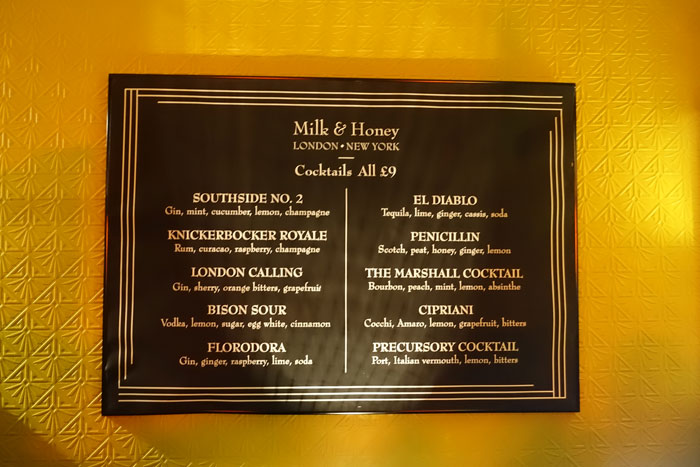 Milk & Honey
LONDON • NEW YORK
Cocktails All £9
SOUTHSIDE NO. 2
Gin, mint, cucumber, lemon, champagne
KNICKERBOCKER ROYALE
Rum, curacao, raspberry, champagne
LONDON CALLING
Gin, sherry, orange bitters, grapefruit
BISON SOUR
Vodka, lemon, sugar, egg white, cinnamon
FLORODORA
Gin, ginger, raspberry, lime, soda
EL DIABLO
Tequila, lime, ginger, cassis, soda
PENICILLIN
Scotch, peat, honey, ginger, lemon
THE MARSHALL COCKTAIL
Bourbon, peach, mint, lemon, absinthe
CIPRIANI
Cocchi, Amaro, lemon, grapefruit, bitters
PRECURSORY COCKTAIL
Port, Italian vermouth, lemon, bitters